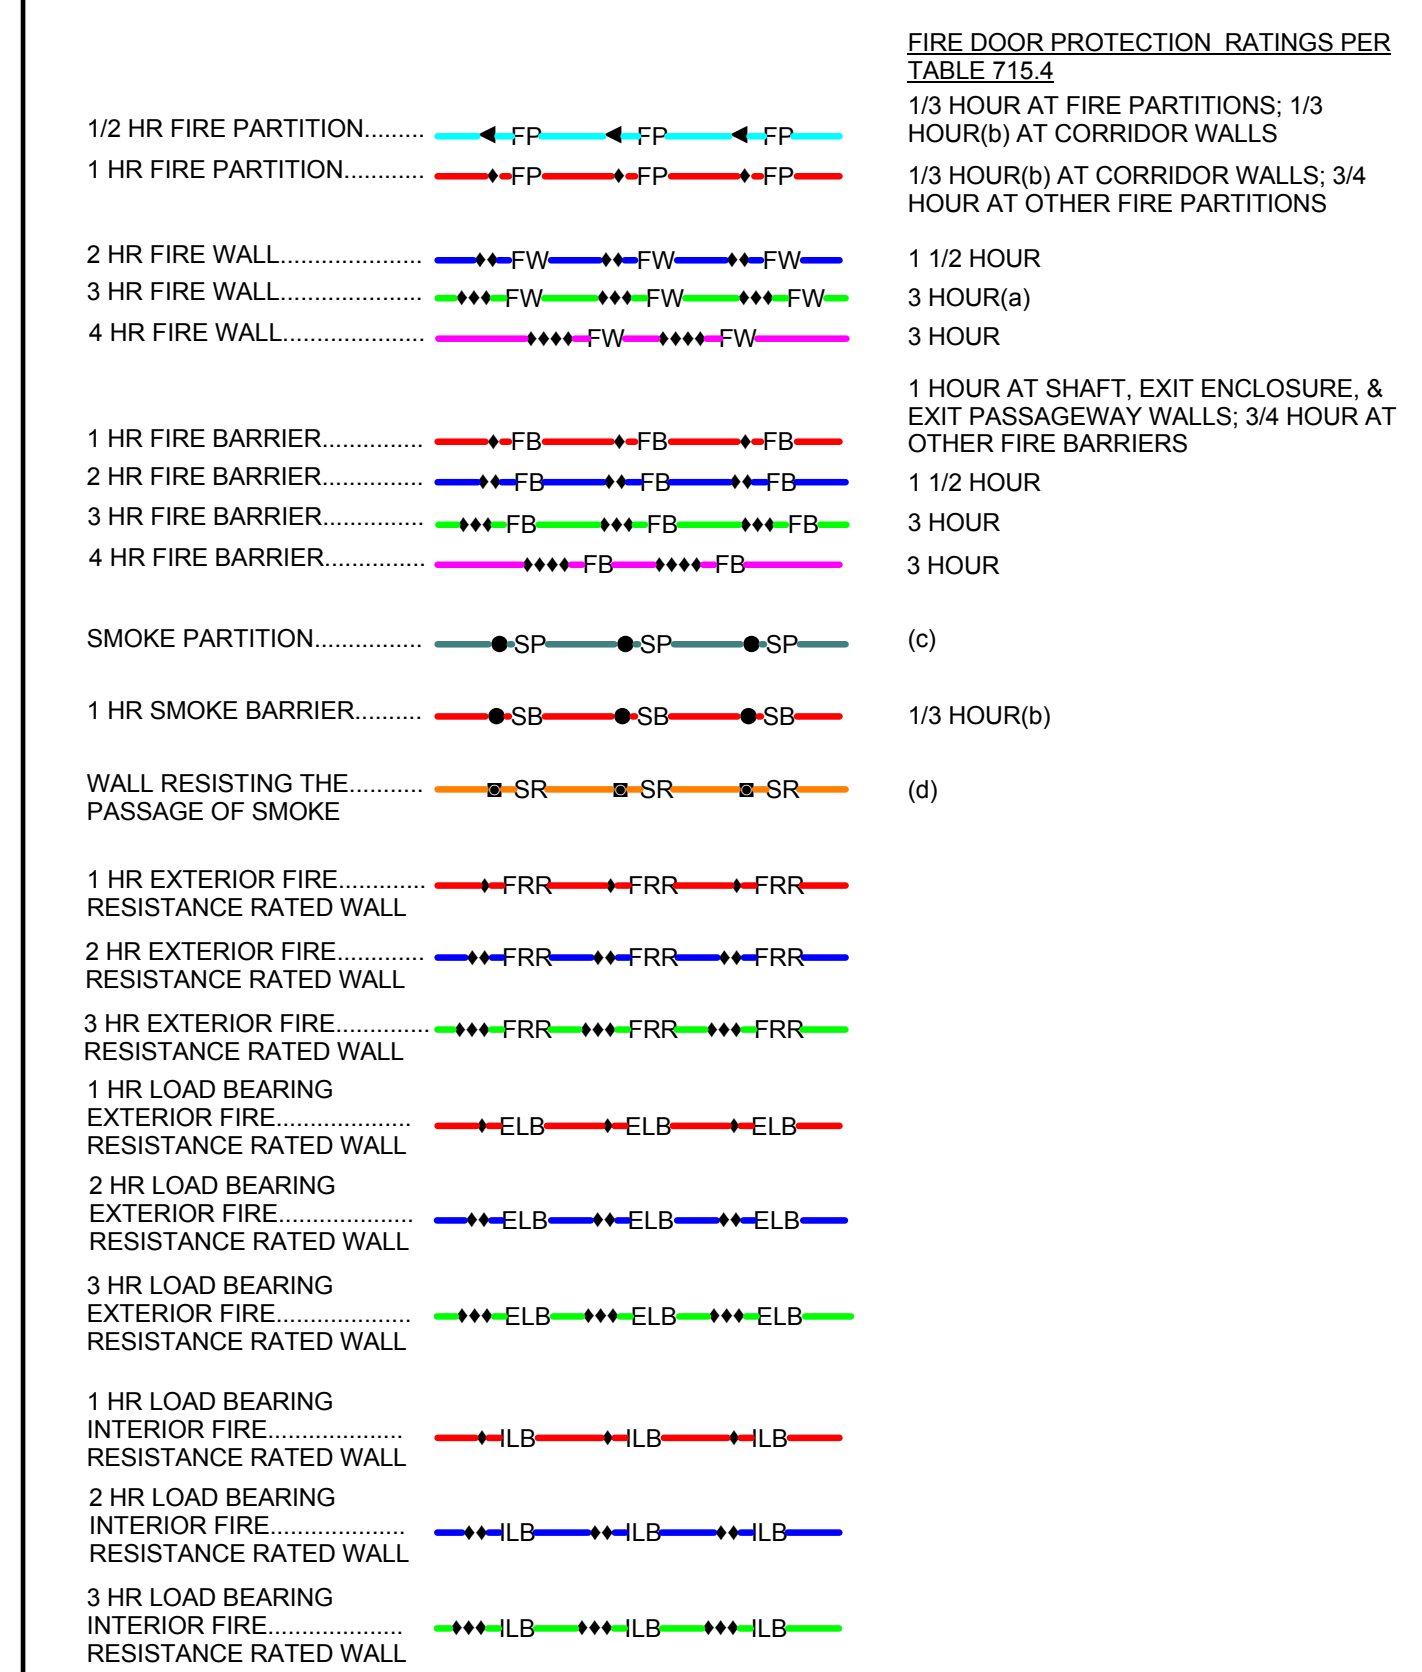 FIRE DOOR PROTECTION RATINGS PER
TABLE 715.4
1/2 HR FIRE PARTITION......... FP FP FP
1/3 HOUR AT FIRE PARTITIONS; 1/3
HOUR(b) AT CORRIDOR WALLS
1 HR FIRE PARTITION............ FP FP FP
1/3 HOUR(b) AT CORRIDOR WALLS; 3/4
HOUR AT OTHER FIRE PARTITIONS
2 HR FIRE WALL..................... FW FW FW 1 1/2 HOUR
3 HR FIRE WALL..................... FW FW FW 3 HOUR(a)
4 HR FIRE WALL..................... FW FW 3 HOUR
1 HOUR AT SHAFT, EXIT ENCLOSURE, &
EXIT PASSAGEWAY WALLS; 3/4 HOUR AT
OTHER FIRE BARRIERS
1 HR FIRE BARRIER............... FB FB FB
2 HR FIRE BARRIER............... FB FB FB 1 1/2 HOUR
3 HR FIRE BARRIER............... FB FB FB 3 HOUR
4 HR FIRE BARRIER............... FB FB 3 HOUR
SMOKE PARTITION................ SP SP SP (c)
1 HR SMOKE BARRIER.......... SB SB SB 1/3 HOUR(b)
WALL RESISTING THE........... SR SR SR (d)
PASSAGE OF SMOKE
1 HR EXTERIOR FIRE............. FRR FRR FRR
RESISTANCE RATED WALL
2 HR EXTERIOR FIRE............. FRR FRR FRR
RESISTANCE RATED WALL
3 HR EXTERIOR FIRE.............. FRR FRR FRR
RESISTANCE RATED WALL
1 HR LOAD BEARING
EXTERIOR FIRE.................... ELB ELB ELB
RESISTANCE RATED WALL
2 HR LOAD BEARING
EXTERIOR FIRE.................... ELB ELB ELB
RESISTANCE RATED WALL
3 HR LOAD BEARING
EXTERIOR FIRE.................... ELB ELB ELB
RESISTANCE RATED WALL
1 HR LOAD BEARING
INTERIOR FIRE.................... ILB ILB ILB
RESISTANCE RATED WALL
2 HR LOAD BEARING
INTERIOR FIRE.................... ILB ILB ILB
RESISTANCE RATED WALL
3 HR LOAD BEARING
INTERIOR FIRE.................... ILB ILB ILB
RESISTANCE RATED WALL